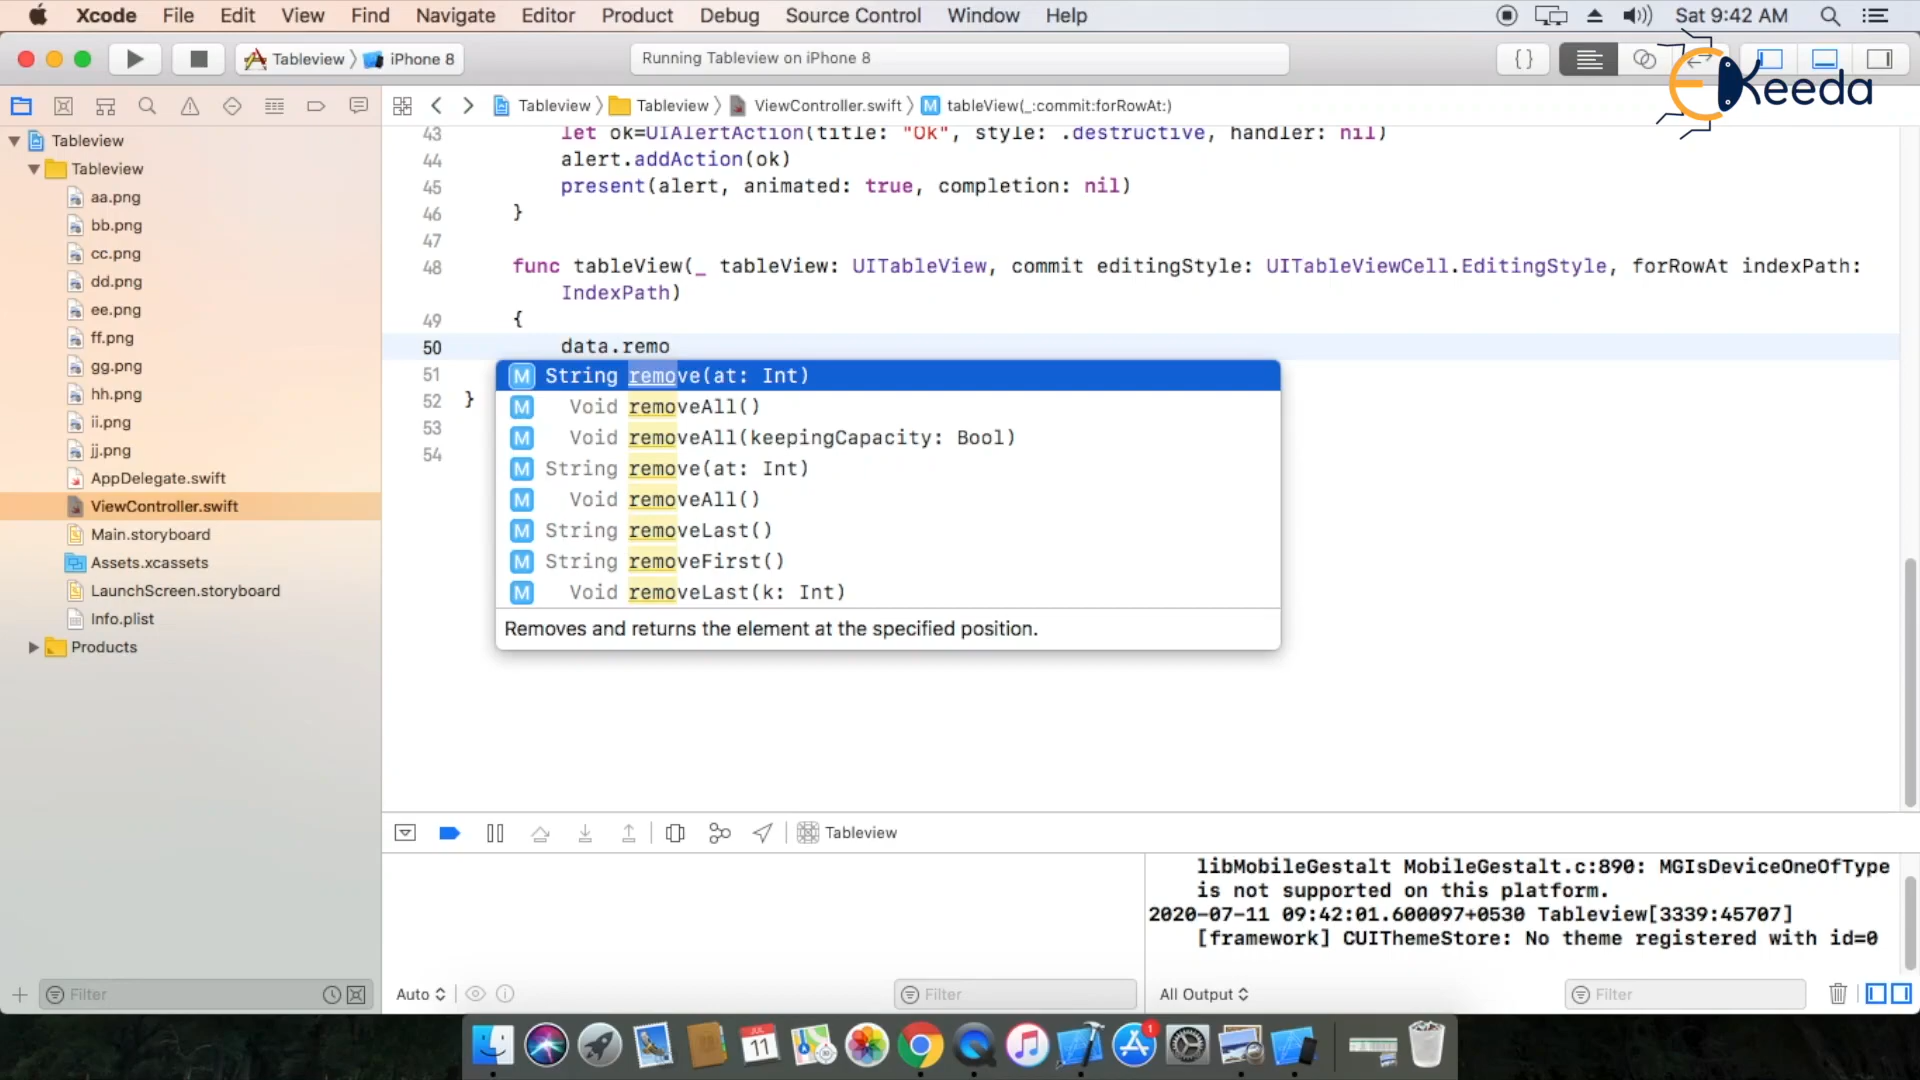 Xcode File Edit View Find Navigate Editor Product Debug Source Control Window Help Sat 9:42 AM
Tableview iPhone 8 Running Tableview on iPhone 8 { }
EKeeda
Tableview Tableview ViewController.swift M tableView(_:commit:forRowAt:)
Tableview
Tableview
aa.png
bb.png
cc.png
dd.png
ee.png
ff.png
gg.png
hh.png
ii.png
jj.png
AppDelegate.swift
ViewController.swift
Main.storyboard
Assets.xcassets
LaunchScreen.storyboard
Info.plist
Products
43 let ok=UIAlertAction(title: "Ok", style: .destructive, handler: nil)
44 alert.addAction(ok)
45 present(alert, animated: true, completion: nil)
46 }
47
48 func tableView(_ tableView: UITableView, commit editingStyle: UITableViewCell.EditingStyle, forRowAt indexPath:
IndexPath)
49 {
50 data.remo
51
52 }
53
54
M String remove(at: Int)
M Void removeAll()
M Void removeAll(keepingCapacity: Bool)
M String remove(at: Int)
M Void removeAll()
M String removeLast()
M String removeFirst()
M Void removeLast(k: Int)
Removes and returns the element at the specified position.
Tableview
libMobileGestalt MobileGestalt.c:890: MGIsDeviceOneOfType
is not supported on this platform.
2020-07-11 09:42:01.600097+0530 Tableview[3339:45707]
[framework] CUIThemeStore: No theme registered with id=0
Filter Auto Filter All Output Filter
JUL
11
1